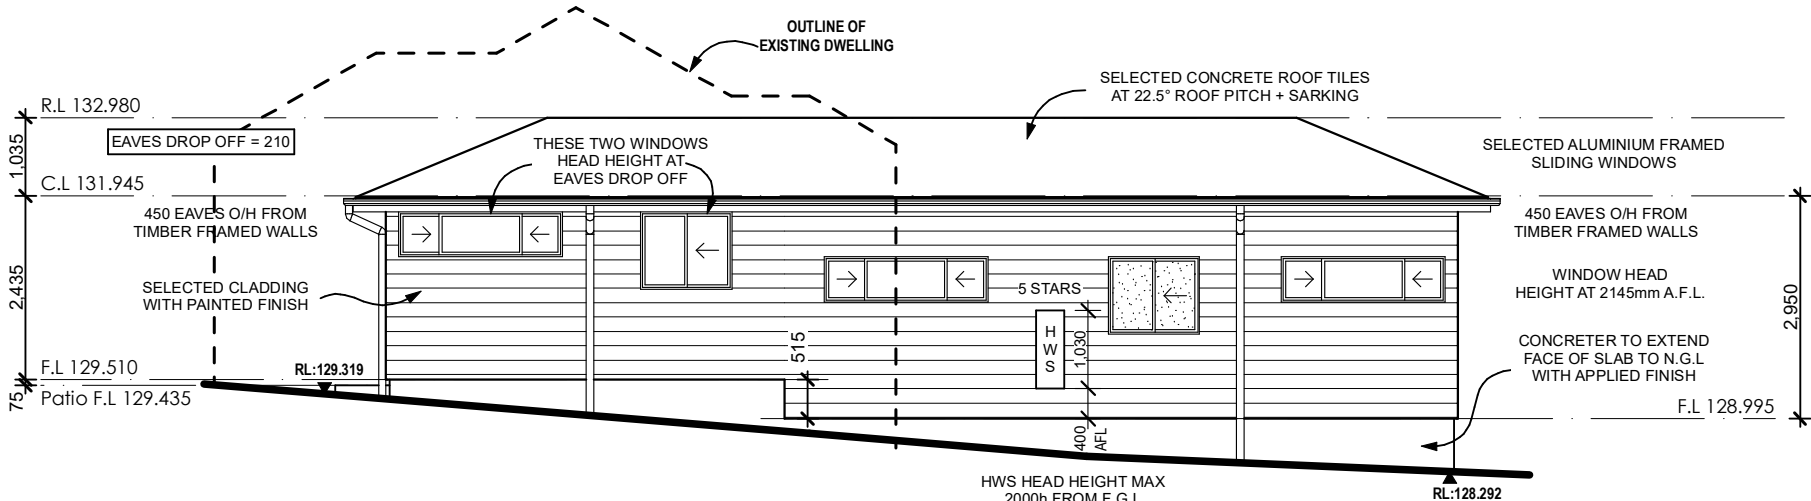 OUTLINE OF
EXISTING DWELLING
SELECTED CONCRETE ROOF TILES
AT 22.5° ROOF PITCH + SARKING
R.L 132.980
EAVES DROP OFF = 210
1,035
THESE TWO WINDOWS
HEAD HEIGHT AT
EAVES DROP OFF
SELECTED ALUMINIUM FRAMED
SLIDING WINDOWS
C.L 131.945
450 EAVES O/H FROM
TIMBER FRAMED WALLS
450 EAVES O/H FROM
TIMBER FRAMED WALLS
2,435
SELECTED CLADDING
WITH PAINTED FINISH
5 STARS
WINDOW HEAD
HEIGHT AT 2145mm A.F.L.
2,950
H
W
S
1,030
515
CONCRETER TO EXTEND
FACE OF SLAB TO N.G.L
WITH APPLIED FINISH
F.L 129.510
RL:129.319
75
Patio F.L 129.435
F.L 128.995
400
AFL
HWS HEAD HEIGHT MAX
2000h FROM F.G.L
RL:128.292